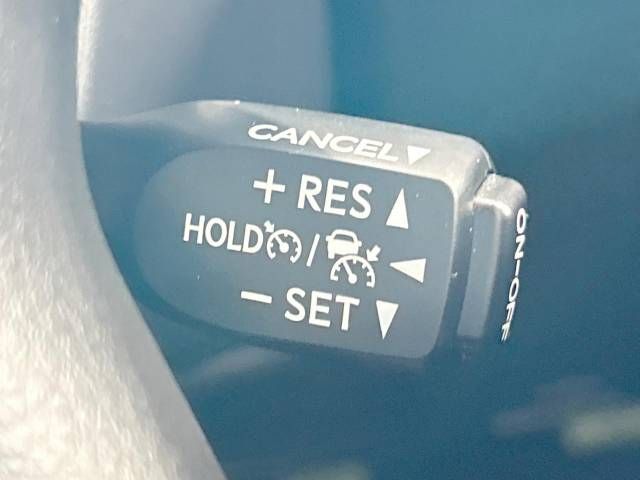 CANCEL▼
+ RES ▲
HOLD / ◀
− SET ▼
ON-OFF